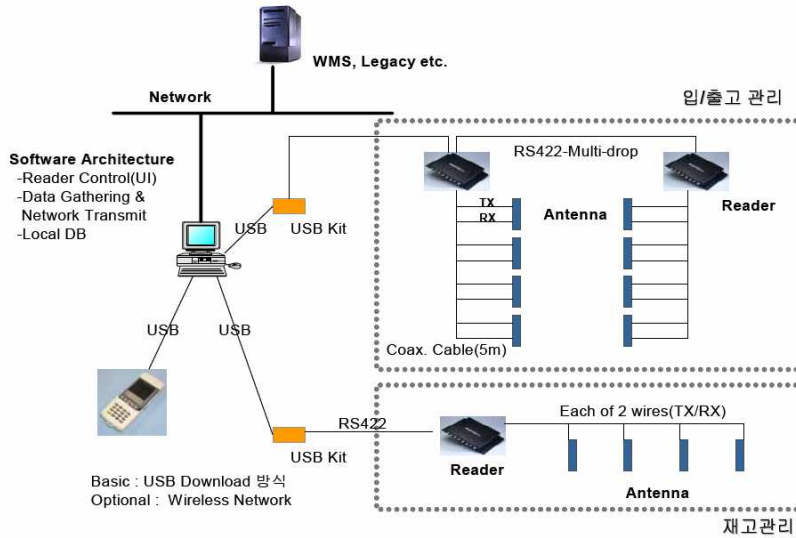 WMS, Legacy etc.
Network
입/출고 관리
Software Architecture
-Reader Control(UI)
-Data Gathering &
Network Transmit
-Local DB
RS422-Multi-drop
Reader
TX
RX
Antenna
USB
USB Kit
USB
USB
Coax. Cable(5m)
RS422
USB Kit
Each of 2 wires(TX/RX)
Reader
Antenna
Basic : USB Download 방식
Optional : Wireless Network
재고관리